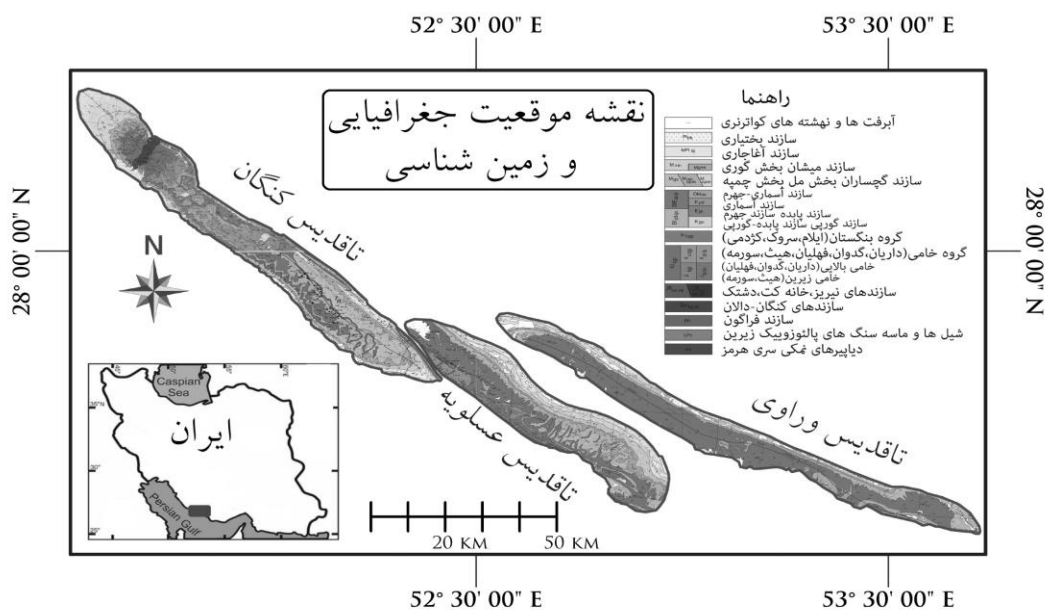 52° 30' 00" E
53° 30' 00" E
28° 00' 00" N
28° 00' 00" N
نقشه موقعیت جغرافیایی
و زمین شناسی
راهنما
آبرفت ها و نهشته های کواترنری
سازند بختیاری
سازند آغاجاری
سازند میشان بخش گوری
سازند گچساران بخش مل بخش چمپه
سازند آسماری-جهرم
سازند آسماری
سازند پابده سازند جهرم
سازند گورپی سازند پابده-گورپی
گروه بنگستان(ایلام،سروک،کژدمی)
گروه خامی(داریان،گدوان،فهلیان،هیث،سورمه)
خامی بالایی(داریان،گدوان،فهلیان)
خامی زیرین(هیث،سورمه)
سازندهای نیریز،خانه کت،دشتک
سازندهای کنگان-دالان
سازند فراگون
شیل ها و ماسه سنگ های پالئوزوییک زیرین
دیاپیرهای نمکی سری هرمز
تاقدیس کنگان
تاقدیس عسلویه
تاقدیس وراوی
N
Caspian
Sea
ایران
Persian Gulf
20 KM
50 KM
52° 30' 00" E
53° 30' 00" E